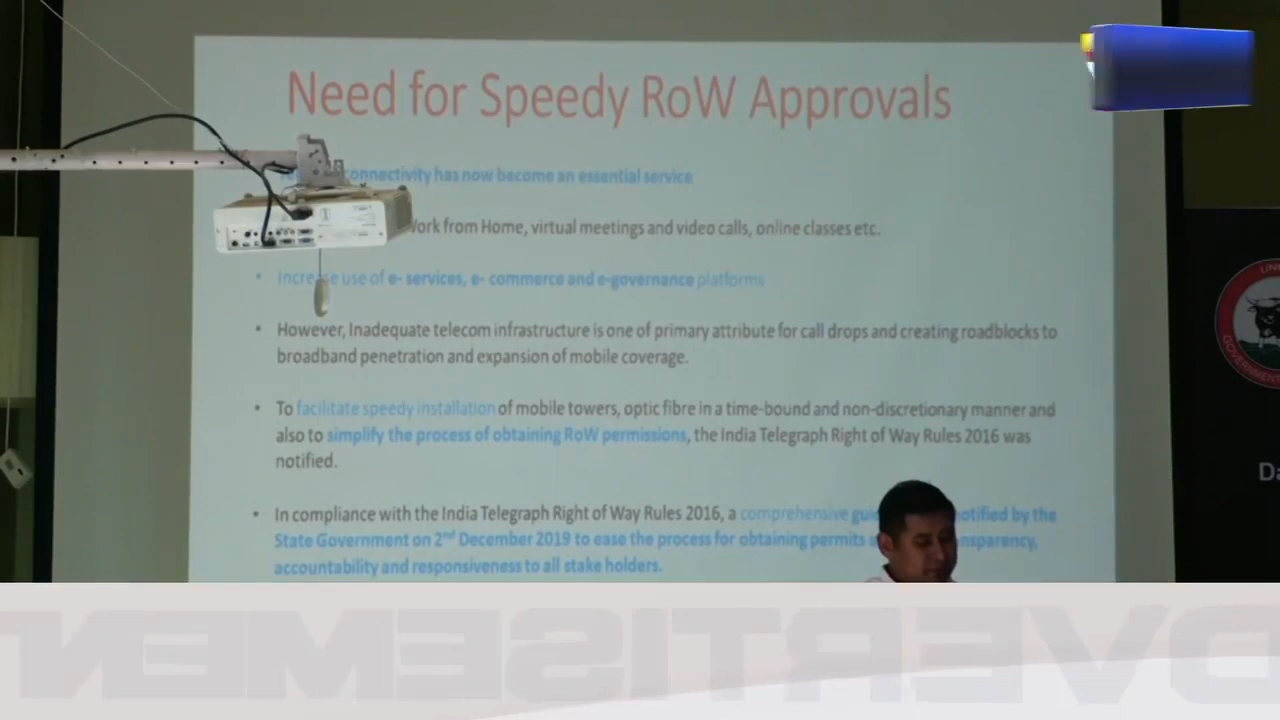 Need for Speedy RoW Approvals
connectivity has now become an essential service
Work from Home, virtual meetings and video calls, online classes etc.
• Increase use of e- services, e- commerce and e-governance platforms
• However, Inadequate telecom infrastructure is one of primary attribute for call drops and creating roadblocks to
broadband penetration and expansion of mobile coverage.
• To facilitate speedy installation of mobile towers, optic fibre in a time-bound and non-discretionary manner and
also to simplify the process of obtaining RoW permissions, the India Telegraph Right of Way Rules 2016 was
notified.
• In compliance with the India Telegraph Right of Way Rules 2016, a comprehensive notified by the
State Government on 2nd December 2019 to ease the process for obtaining permits
accountability and responsiveness to all stake holders.
GOVERNMENT
DVERTISEMEN